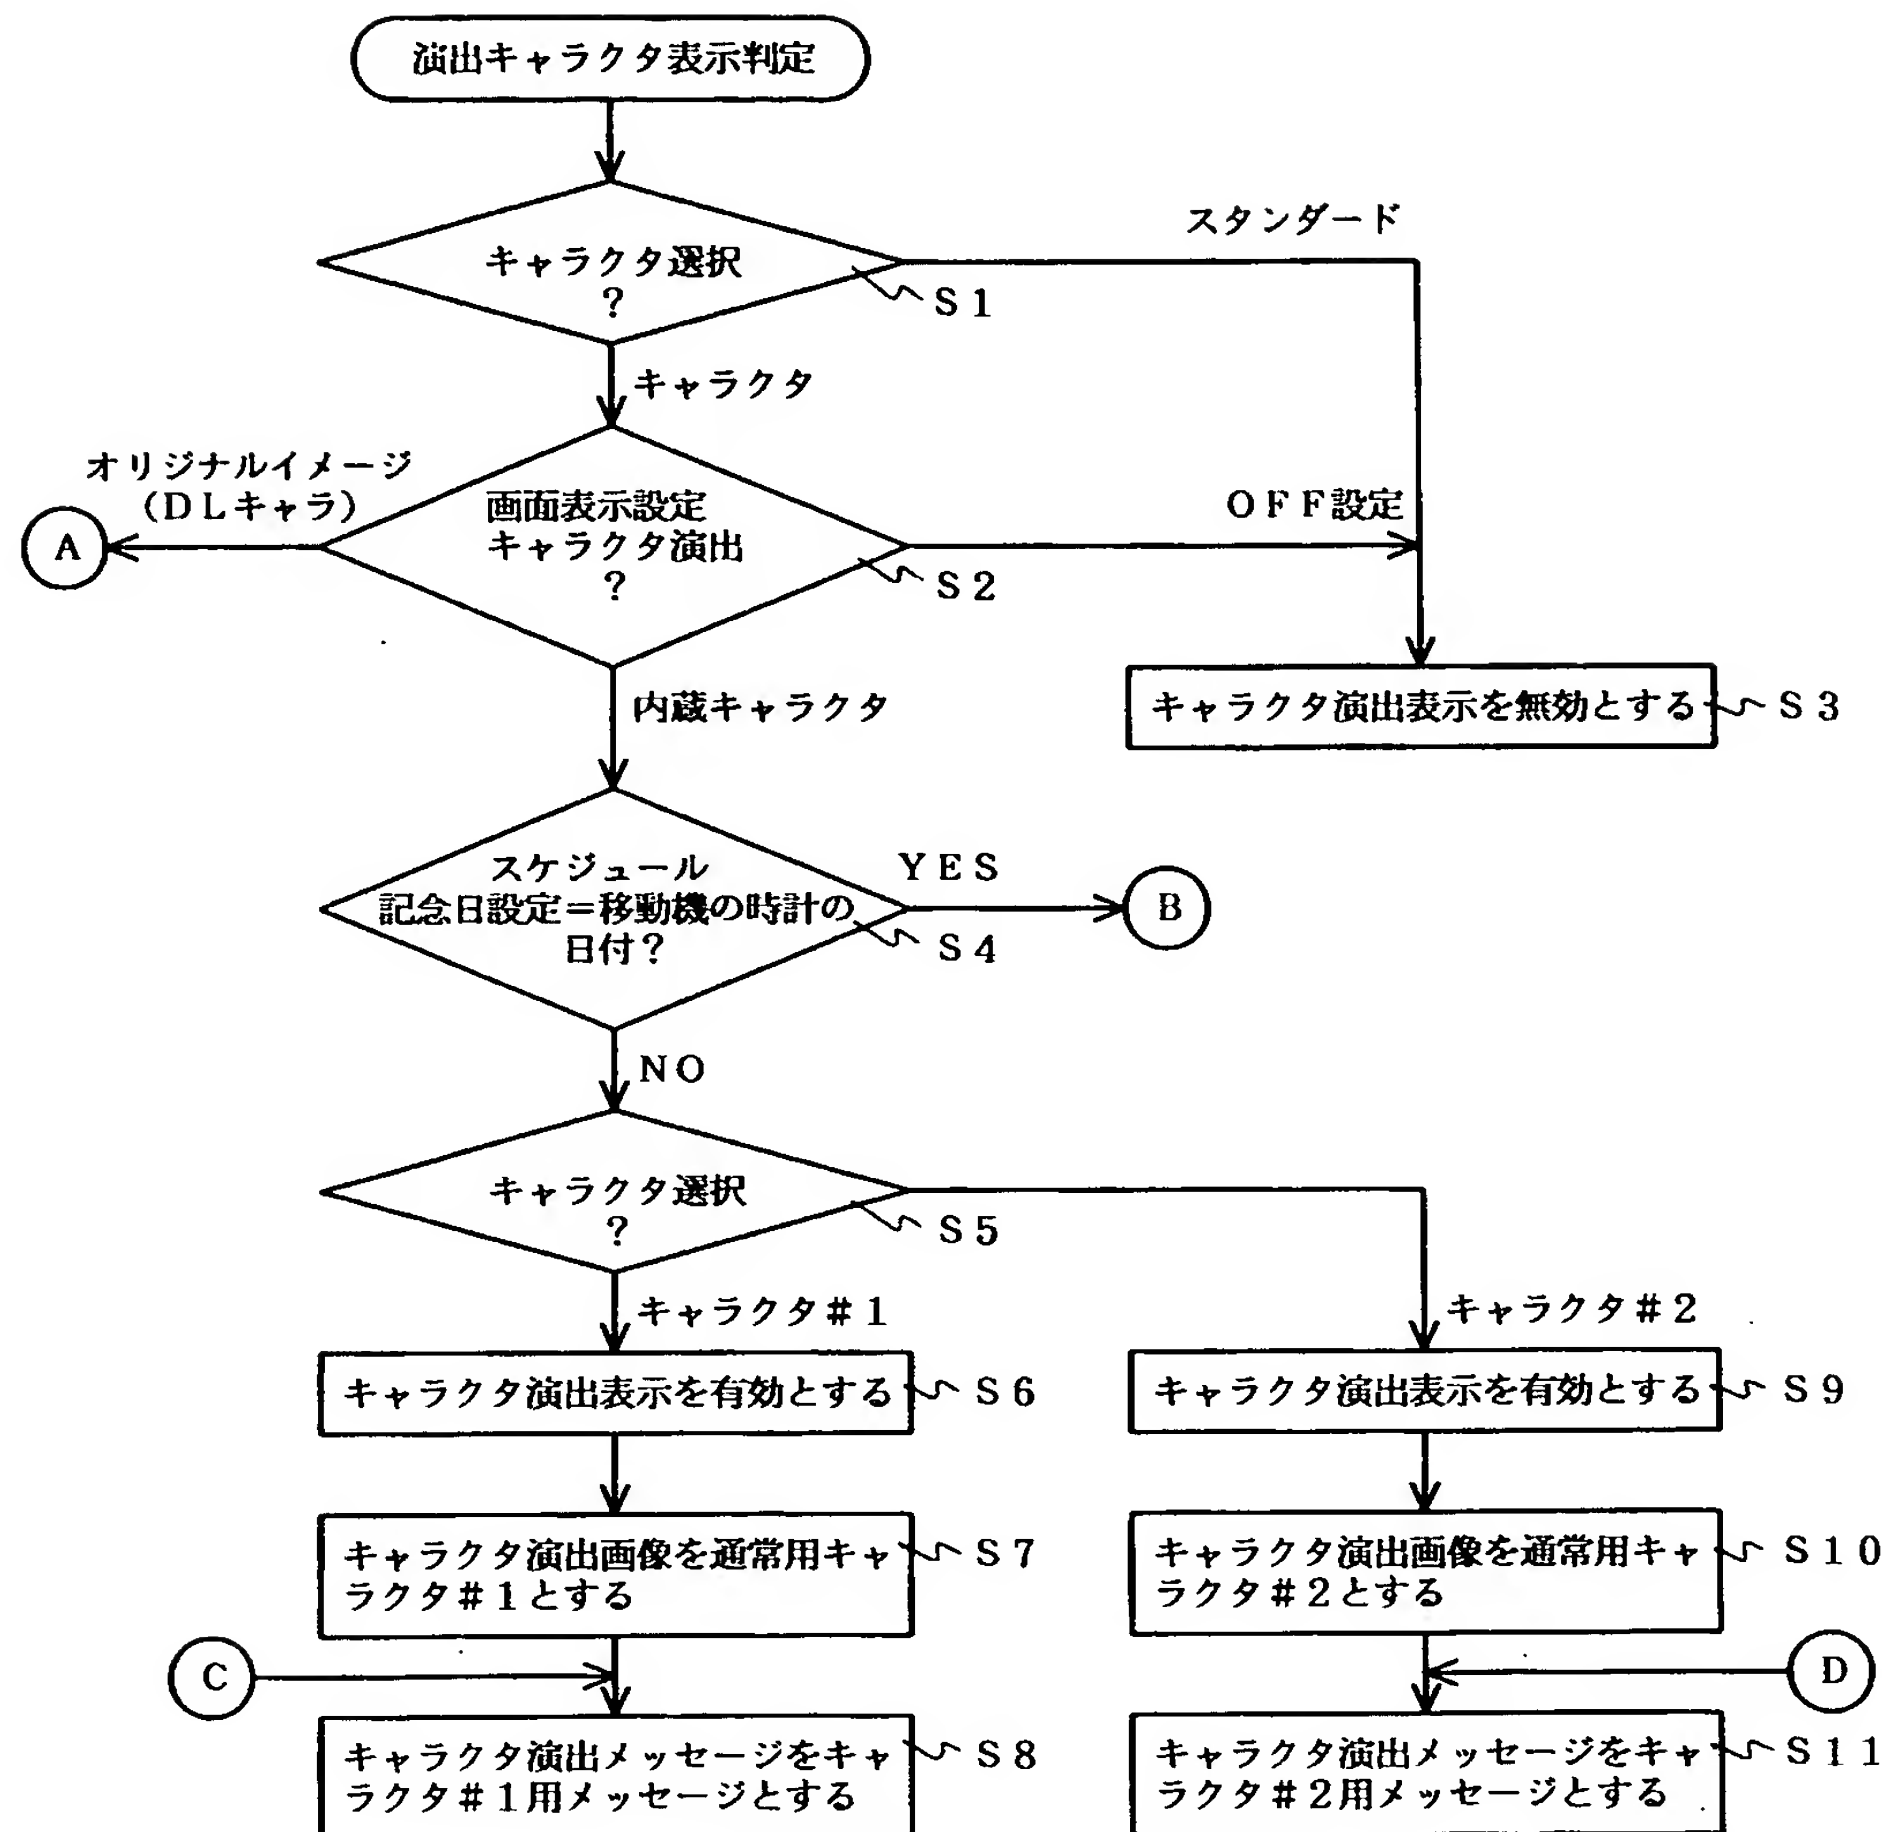 演出キャラクタ表示判定
スタンダード
キャラクタ選択
?
S1
キャラクタ
オリジナルイメージ
(DLキャラ)
A
画面表示設定
キャラクタ演出
?
S2
OFF設定
内蔵キャラクタ
キャラクタ演出表示を無効とする
S3
スケジュール
記念日設定=移動機の時計の
日付?
S4
YES
B
NO
キャラクタ選択
?
S5
キャラクタ#1
キャラクタ#2
キャラクタ演出表示を有効とする
S6
キャラクタ演出表示を有効とする
S9
キャラクタ演出画像を通常用キャ
ラクタ#1とする
S7
キャラクタ演出画像を通常用キャ
ラクタ#2とする
S10
C
D
キャラクタ演出メッセージをキャ
ラクタ#1用メッセージとする
S8
キャラクタ演出メッセージをキャ
ラクタ#2用メッセージとする
S11